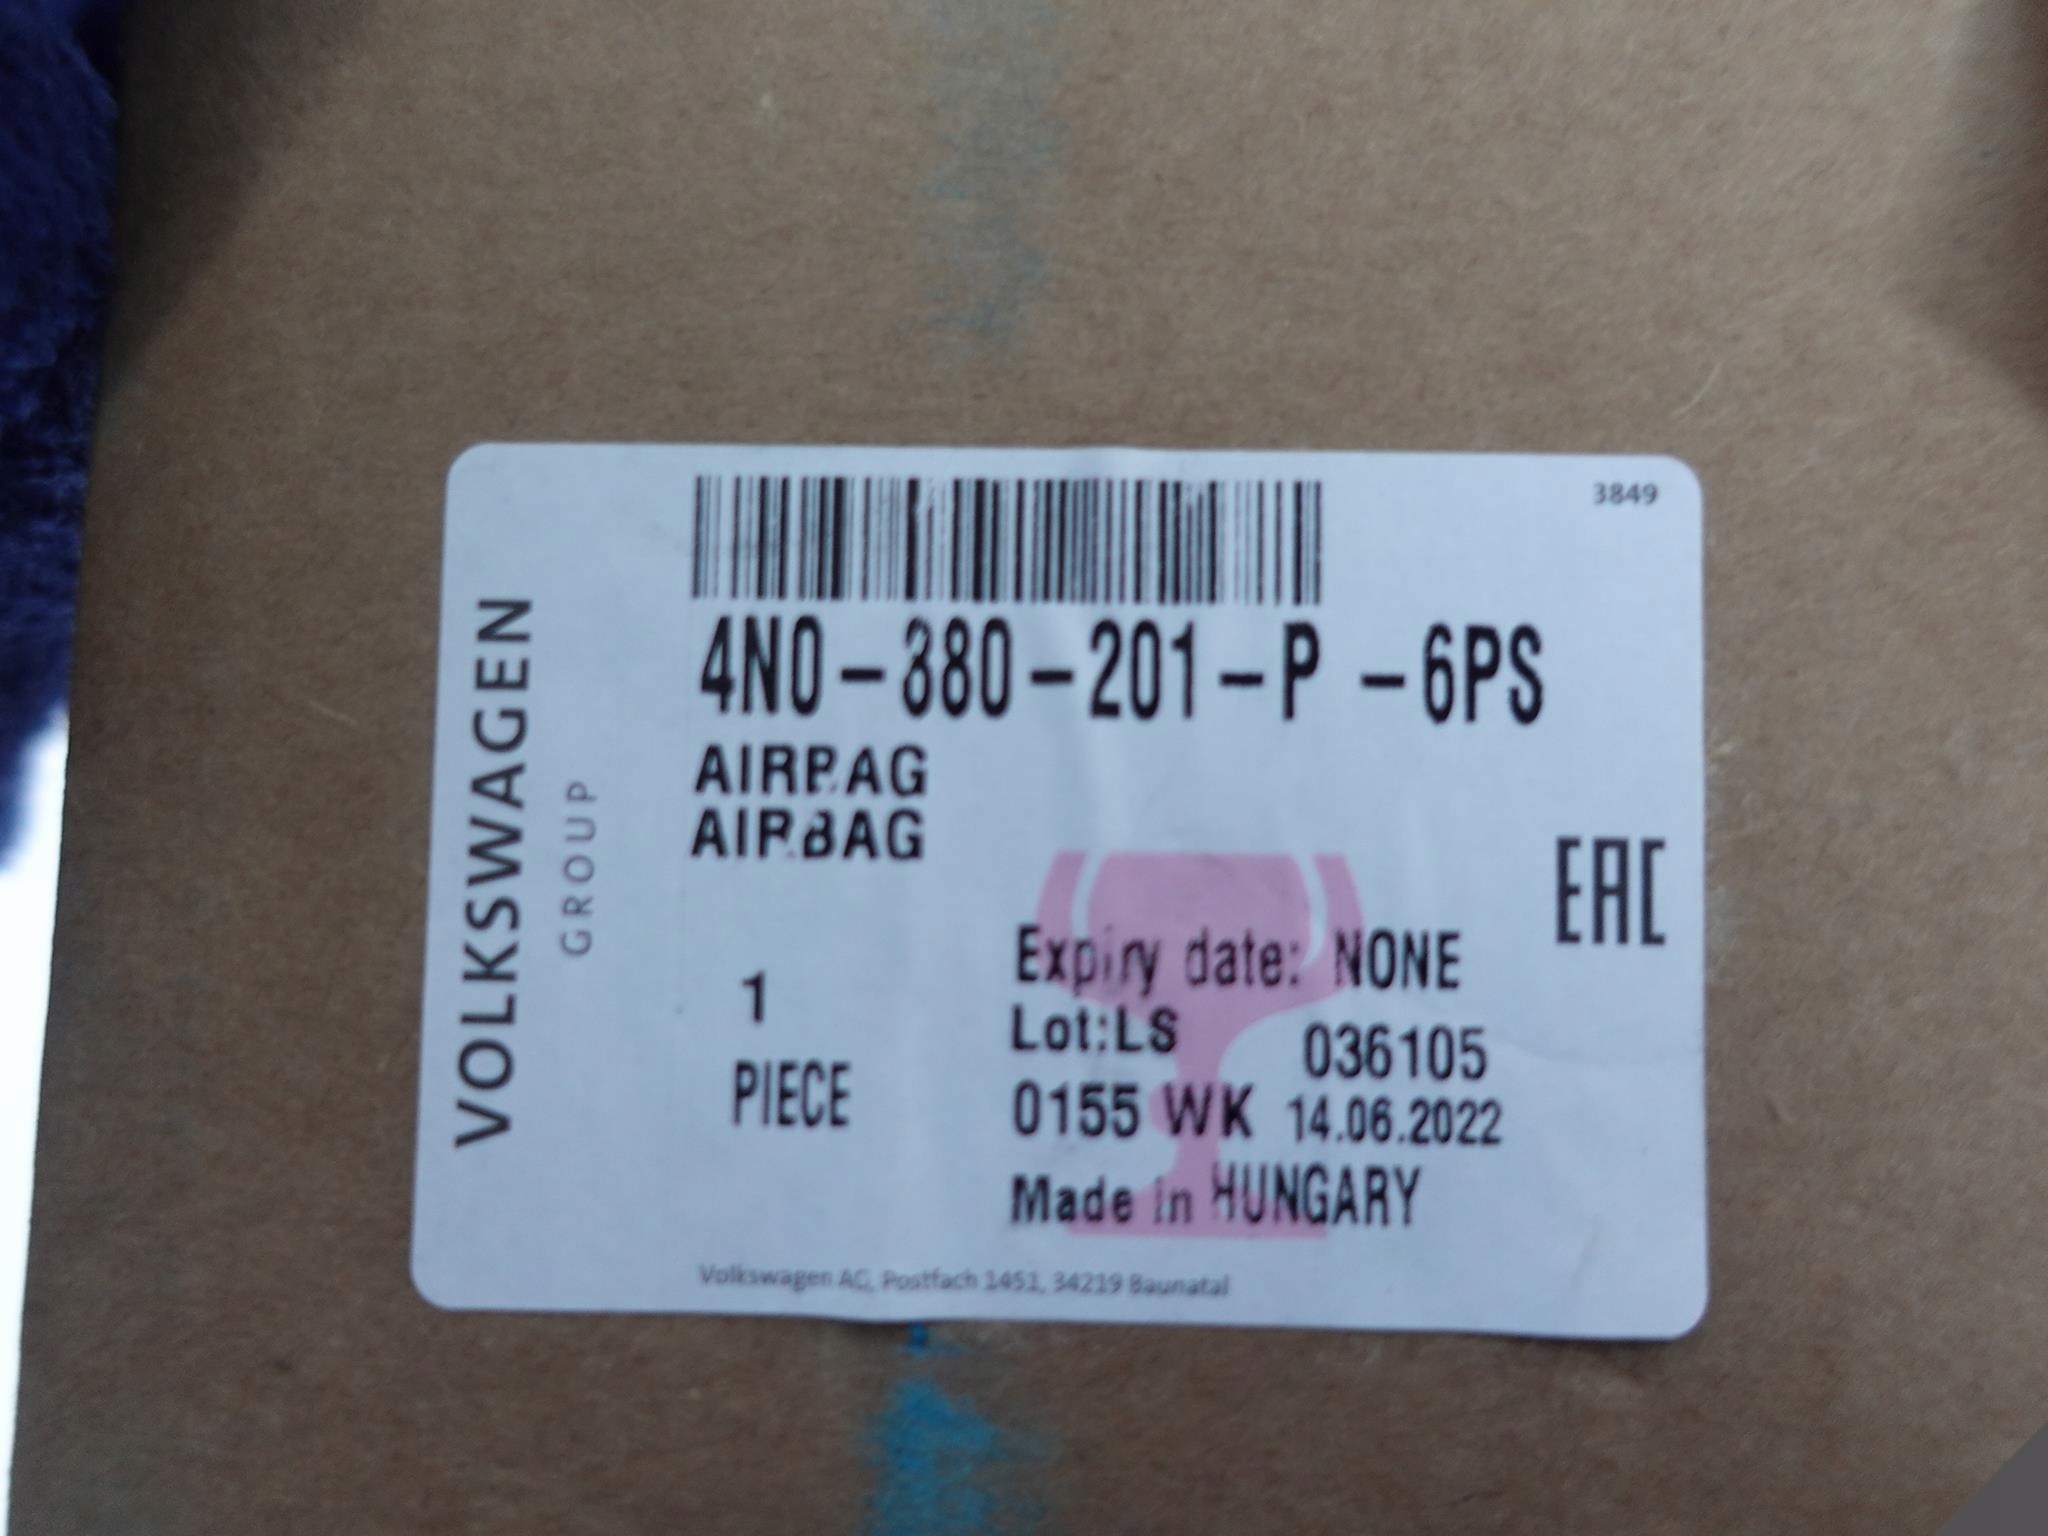 3849
4N0-880-201-P -6PS
AIRBAG
AIRBAG
VOLKSWAGEN
GROUP
EAC
Expiry date: NONE
1
Lot:LS 036105
PIECE
0155 WK 14.06.2022
Made in HUNGARY
Volkswagen AG, Postfach 1451, 34219 Baunatal